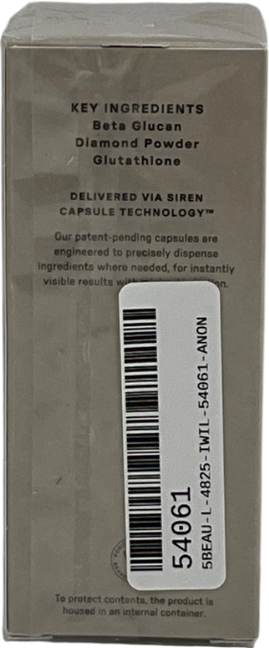 KEY INGREDIENTS
Beta Glucan
Diamond Powder
Glutathione
DELIVERED VIA SIREN
CAPSULE TECHNOLOGY™
Our patent-pending capsules are
engineered to precisely dispense
ingredients where needed, for instantly
visible results with
54061
5BEAU-L-4825-IWIL-54061-ANON
To protect contents, the product is
housed in an internal container.